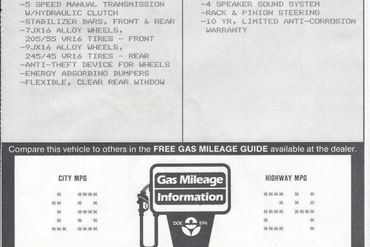 -5 SPEED MANUAL TRANSMISSION
W/HYDRAULIC CLUTCH
-STABILIZER BARS, FRONT & REAR
-7JX16 ALLOY WHEELS,
205/55 VR16 TIRES - FRONT
-9JX16 ALLOY WHEELS,
245/45 VR16 TIRES - REAR
-ANTI-THEFT DEVICE FOR WHEELS
-ENERGY ABSORBING BUMPERS
-FLEXIBLE, CLEAR REAR WINDOW
-4 SPEAKER SOUND SYSTEM
-RACK & PINION STEERING
-10 YR, LIMITED ANTI-CORROSION
WARRANTY
Compare this vehicle to others in the FREE GAS MILEAGE GUIDE available at the dealer.
CITY MPG
Gas Mileage
Information
DOE EPA
HIGHWAY MPG